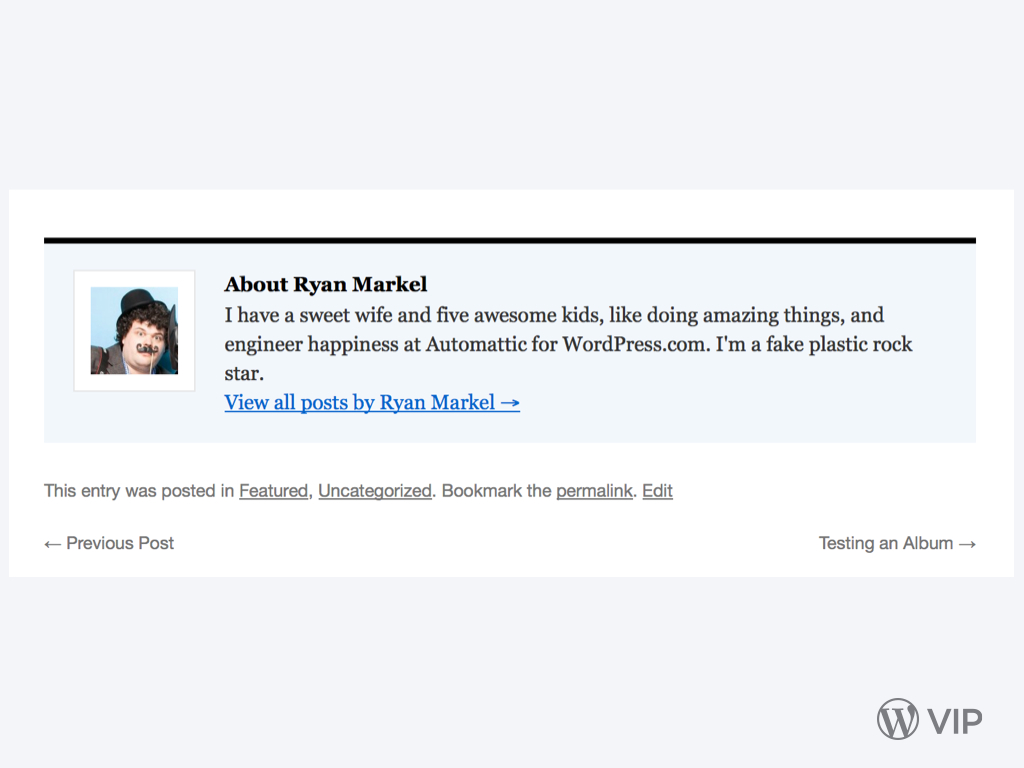 About Ryan Markel
I have a sweet wife and five awesome kids, like doing amazing things, and
engineer happiness at Automattic for WordPress.com. I'm a fake plastic rock
star.
View all posts by Ryan Markel →
This entry was posted in Featured, Uncategorized. Bookmark the permalink. Edit
← Previous Post
Testing an Album →
VIP